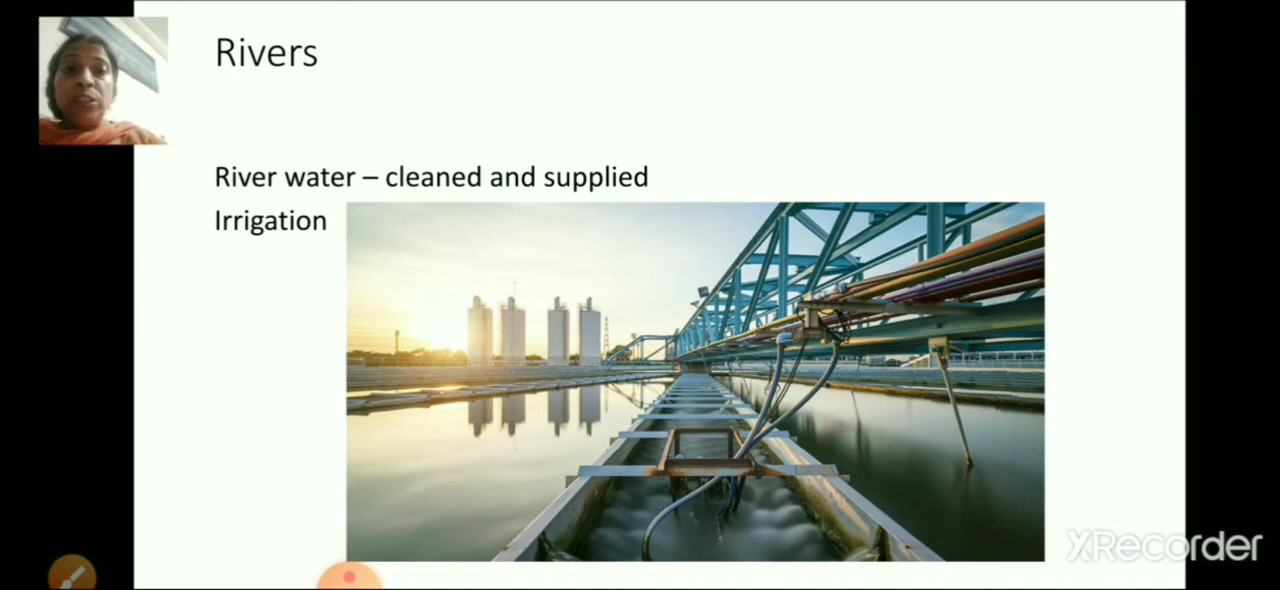 Rivers
River water – cleaned and supplied
Irrigation
XRecorder